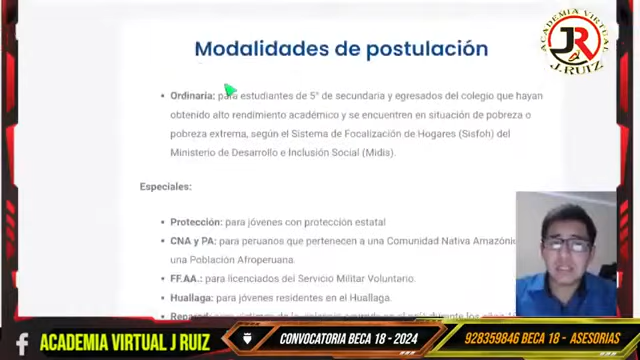 Modalidades de postulación
ACADEMIA VIRTUAL
JR
J.RUIZ
Ordinaria: para estudiantes de 5° de secundaria y egresados del colegio que hayan
obtenido alto rendimiento académico y se encuentren en situación de pobreza o
pobreza extrema, según el Sistema de Focalización de Hogares (Sisfoh) del
Ministerio de Desarrollo e Inclusión Social (Midis).
Especiales:
Protección: para jóvenes con protección estatal
CNA y PA: para peruanos que pertenecen a una Comunidad Nativa Amazónic
una Población Afroperuana.
FF.AA.: para licenciados del Servicio Militar Voluntario.
Huallaga: para jóvenes residentes en el Huallaga.
ACADEMIA VIRTUAL J RUIZ
CONVOCATORIA BECA 18 - 2024
928359846 BECA 18 - ASESORIAS